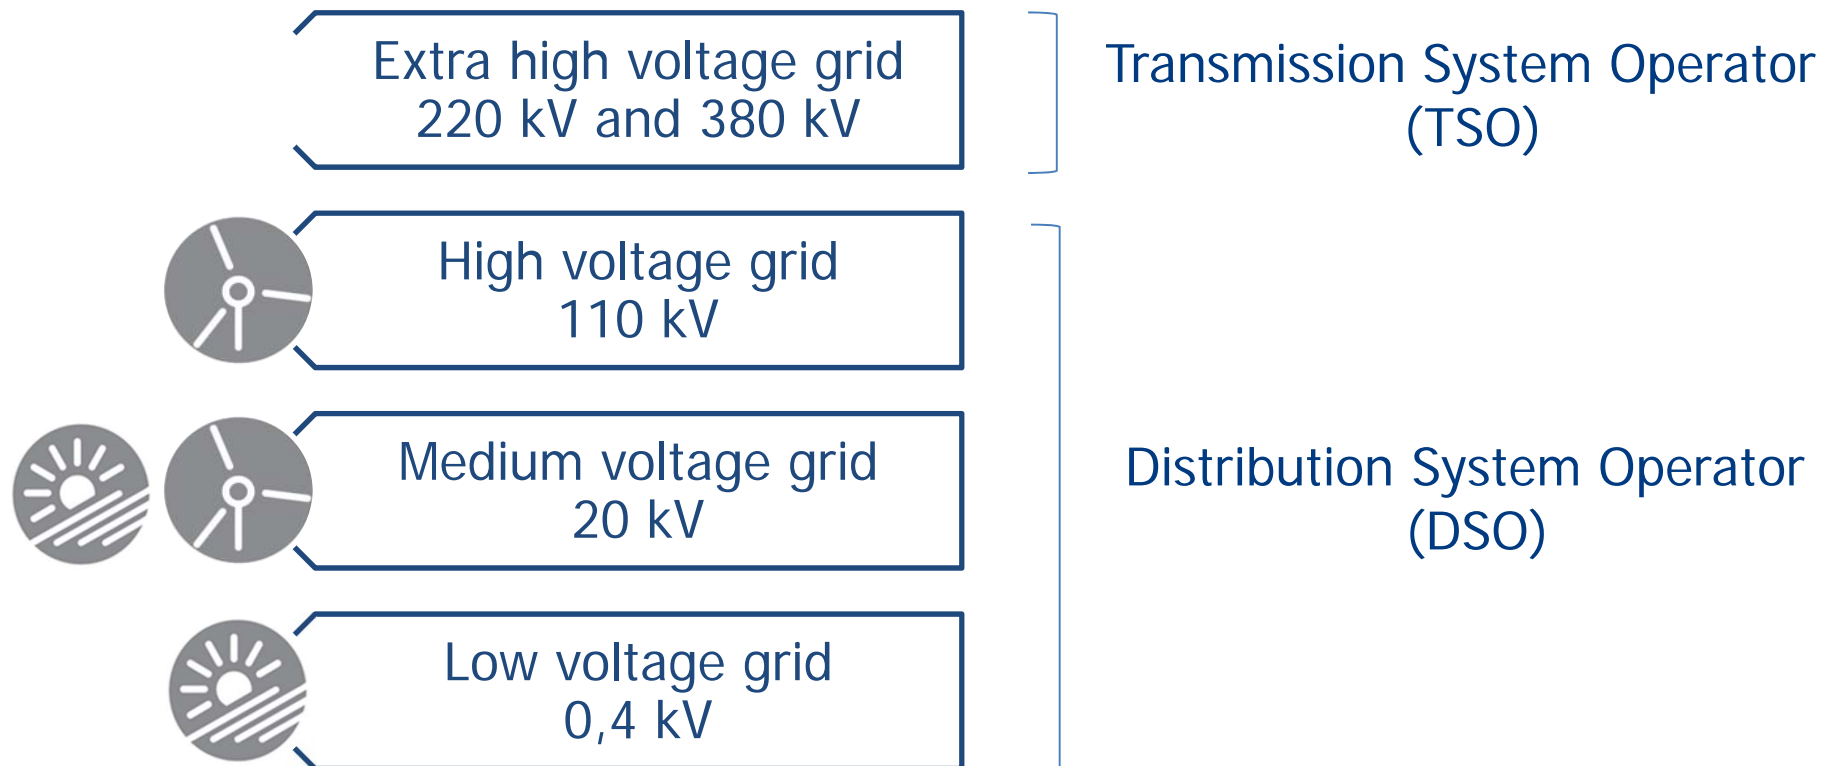 Extra high voltage grid
220 kV and 380 kV
Transmission System Operator
(TSO)
High voltage grid
110 kV
Medium voltage grid
20 kV
Distribution System Operator
(DSO)
Low voltage grid
0,4 kV